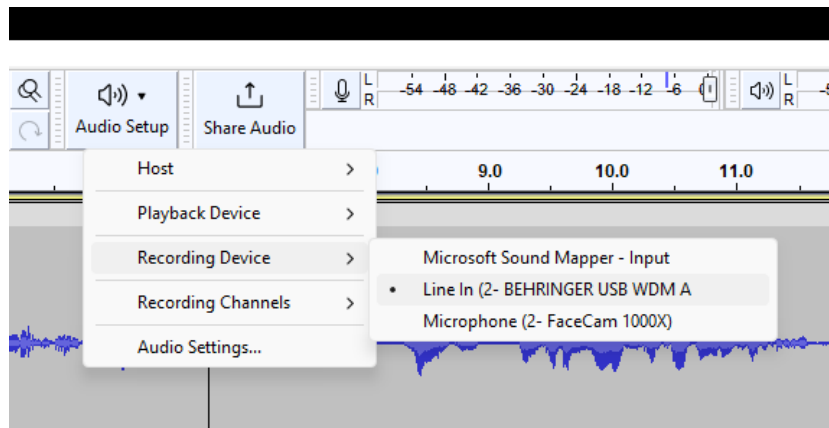 L
R
-54 -48 -42 -36 -30 -24 -18 -12 -6
L
R
Audio Setup
Share Audio
9.0 10.0 11.0
Host
Playback Device
Recording Device
Recording Channels
Audio Settings...
Microsoft Sound Mapper - Input
Line In (2- BEHRINGER USB WDM A
Microphone (2- FaceCam 1000X)